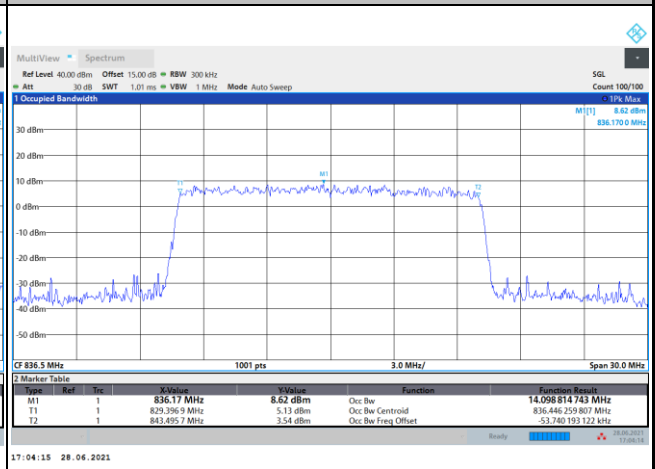 MultiView Spectrum
Ref Level 40.00 dBm Offset 15.00 dB RBW 300 kHz SGL
Att 30 dB SWT 1.01 ms VBW 1 MHz Mode Auto Sweep Count 100/100
1 Occupied Bandwidth 1Pk Max
M1[1] 8.62 dBm
836.170 0 MHz
30 dBm
20 dBm
M1
10 dBm
T1
T2
0 dBm
-10 dBm
-20 dBm
-30 dBm
-40 dBm
-50 dBm
CF 836.5 MHz 1001 pts 3.0 MHz/ Span 30.0 MHz
2 Marker Table
Type Ref Trc X-Value Y-Value Function Function Result
M1 1 836.17 MHz 8.62 dBm Occ Bw 14.098 814 743 MHz
T1 1 829.396 9 MHz 5.13 dBm Occ Bw Centroid 836.446 259 807 MHz
T2 1 843.495 7 MHz 3.54 dBm Occ Bw Freq Offset -53.740 193 122 kHz
Ready 28.06.2021
17:04:14
17:04:15 28.06.2021